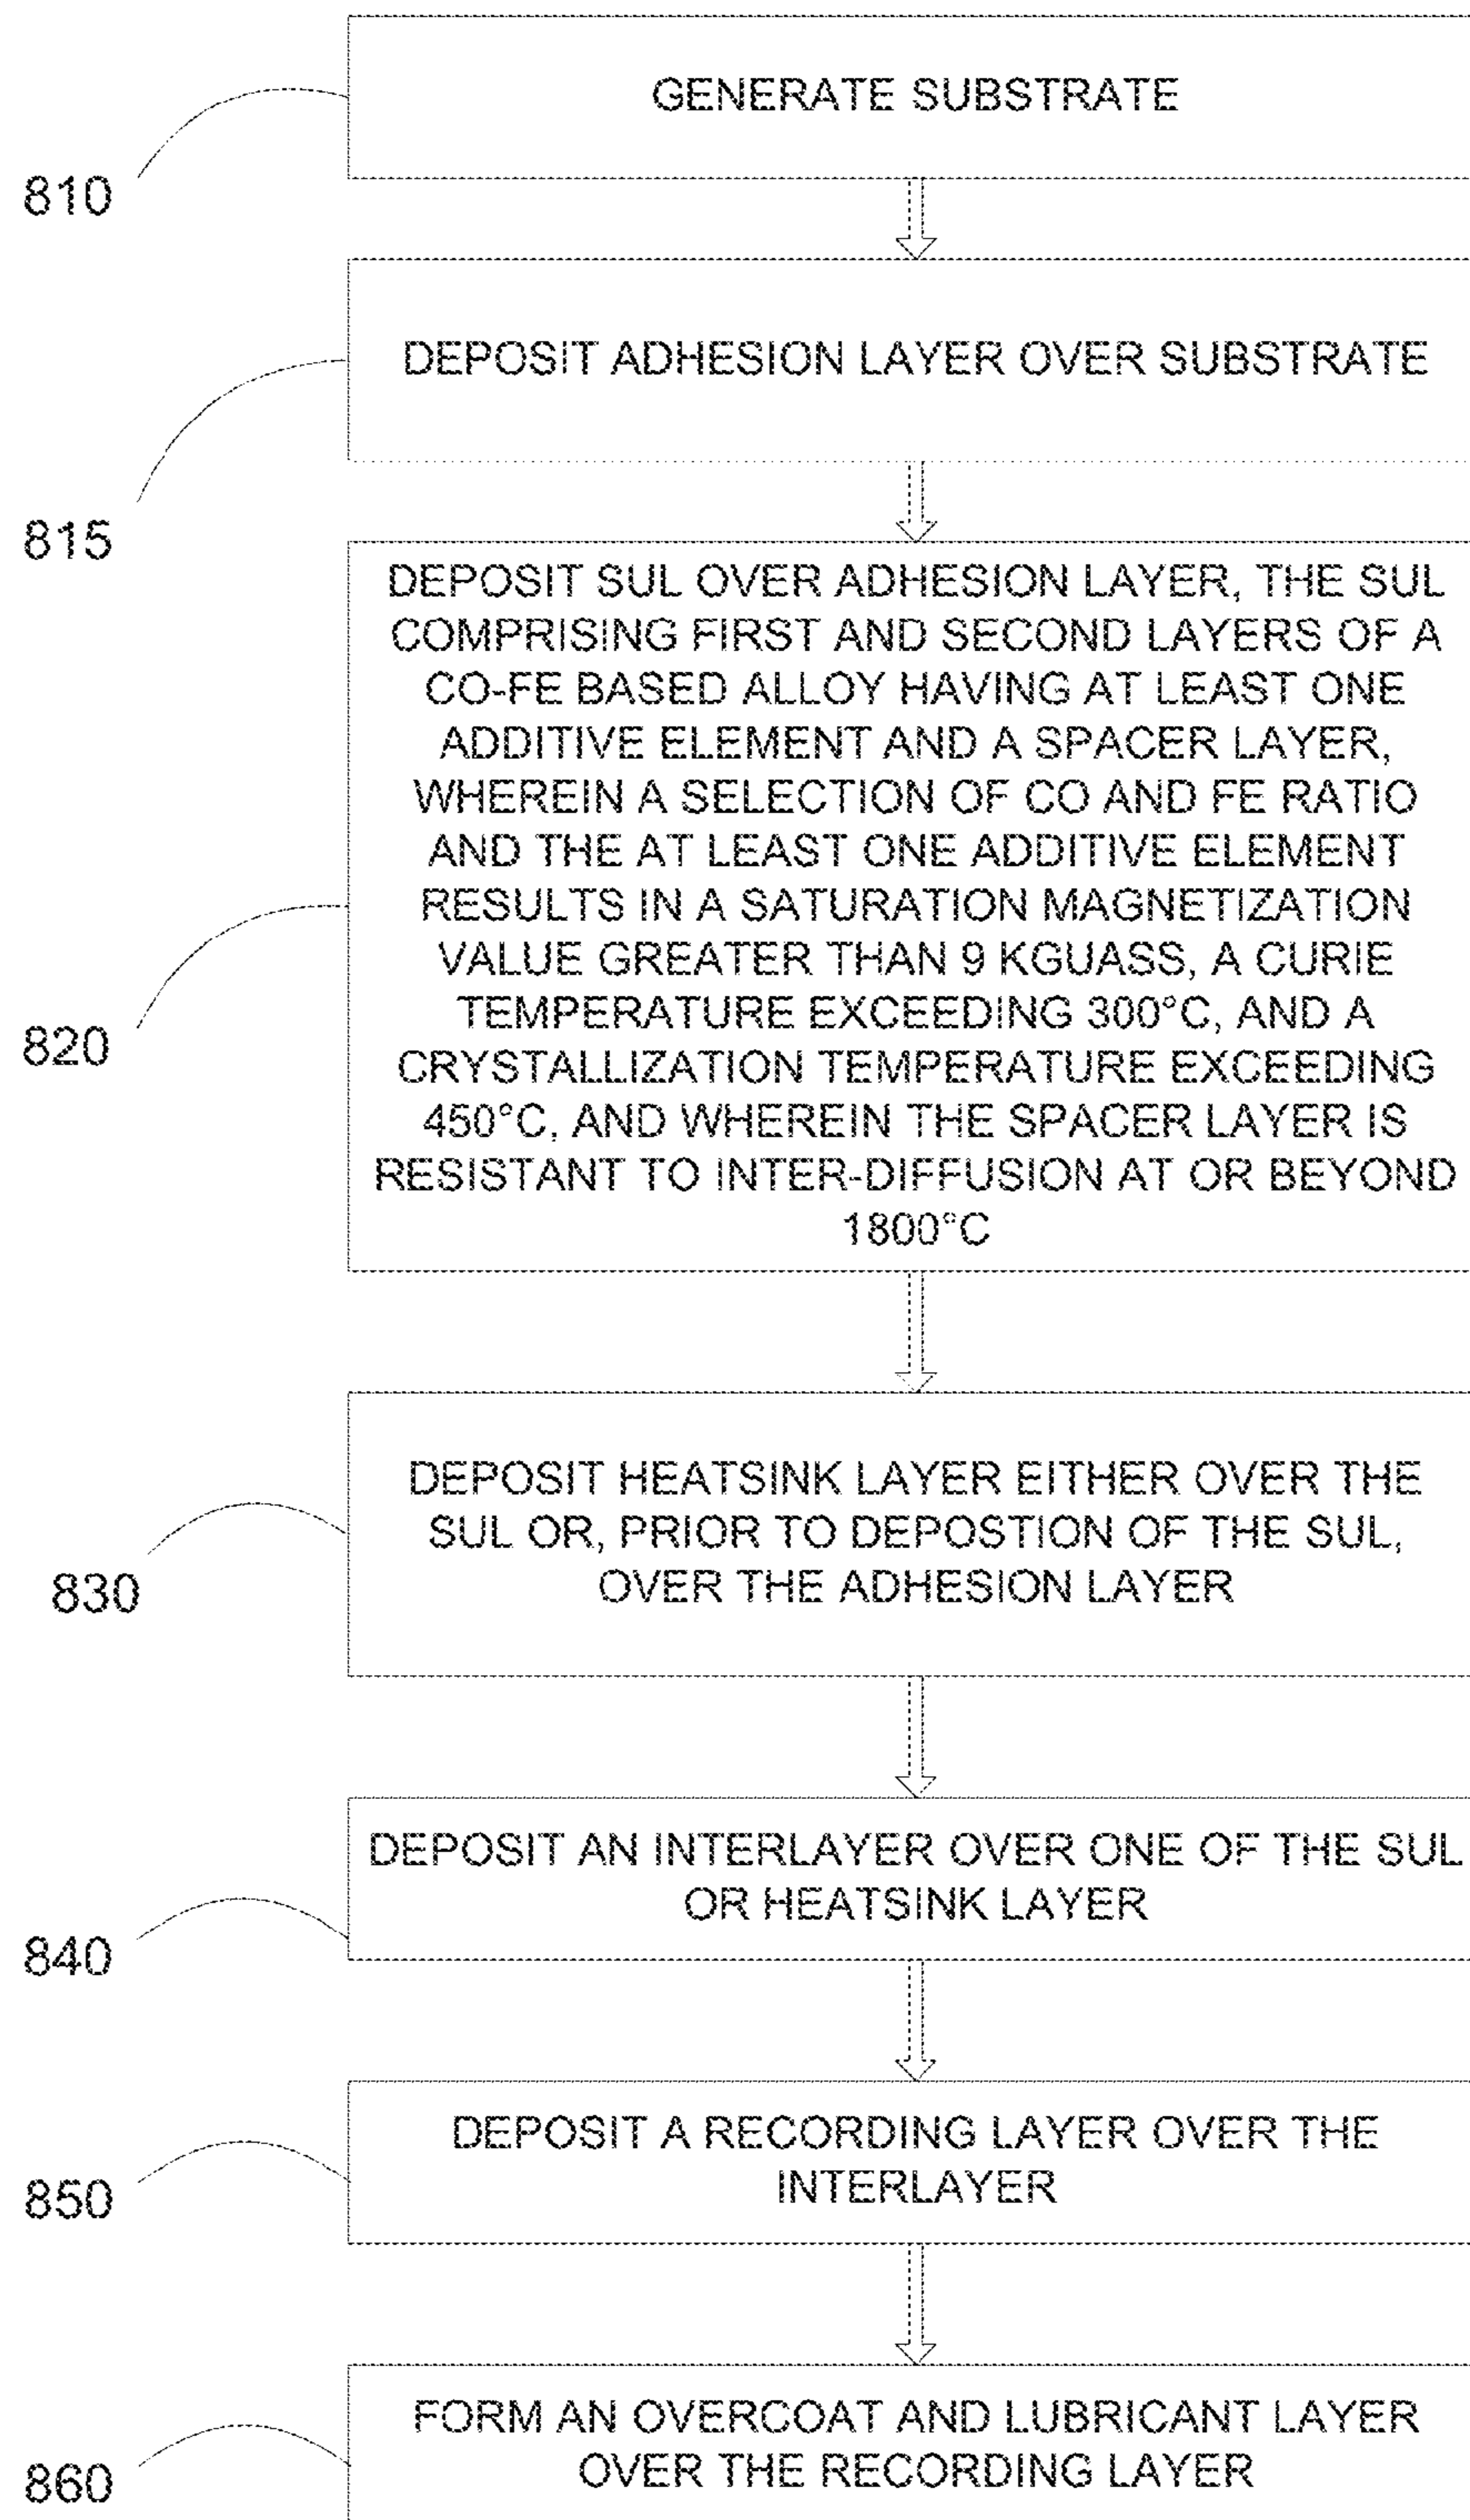 GENERATE SUBSTRATE
810
DEPOSIT ADHESION LAYER OVER SUBSTRATE
815
DEPOSIT SUL OVER ADHESION LAYER, THE SUL
COMPRISING FIRST AND SECOND LAYERS OF A
CO-FE BASED ALLOY HAVING AT LEAST ONE
ADDITIVE ELEMENT AND A SPACER LAYER,
WHEREIN A SELECTION OF CO AND FE RATIO
AND THE AT LEAST ONE ADDITIVE ELEMENT
RESULTS IN A SATURATION MAGNETIZATION
VALUE GREATER THAN 9 KGUASS, A CURIE
TEMPERATURE EXCEEDING 300°C, AND A
CRYSTALLIZATION TEMPERATURE EXCEEDING
450°C, AND WHEREIN THE SPACER LAYER IS
RESISTANT TO INTER-DIFFUSION AT OR BEYOND
1800°C
820
DEPOSIT HEATSINK LAYER EITHER OVER THE
SUL OR, PRIOR TO DEPOSTION OF THE SUL,
OVER THE ADHESION LAYER
830
DEPOSIT AN INTERLAYER OVER ONE OF THE SUL
OR HEATSINK LAYER
840
DEPOSIT A RECORDING LAYER OVER THE
INTERLAYER
850
FORM AN OVERCOAT AND LUBRICANT LAYER
OVER THE RECORDING LAYER
860